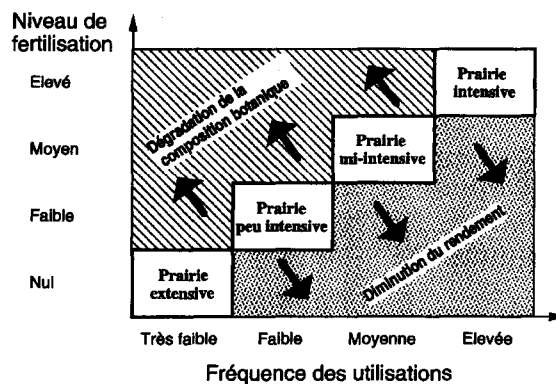 Niveau de
fertilisation
Elevé
Moyen
Faible
Nul
Dégradation de la
composition botanique
Prairie
intensive
Prairie
mi-intensive
Prairie
peu intensive
Prairie
extensive
Diminution du rendement
Très faible
Faible
Moyenne
Elevée
Fréquence des utilisations